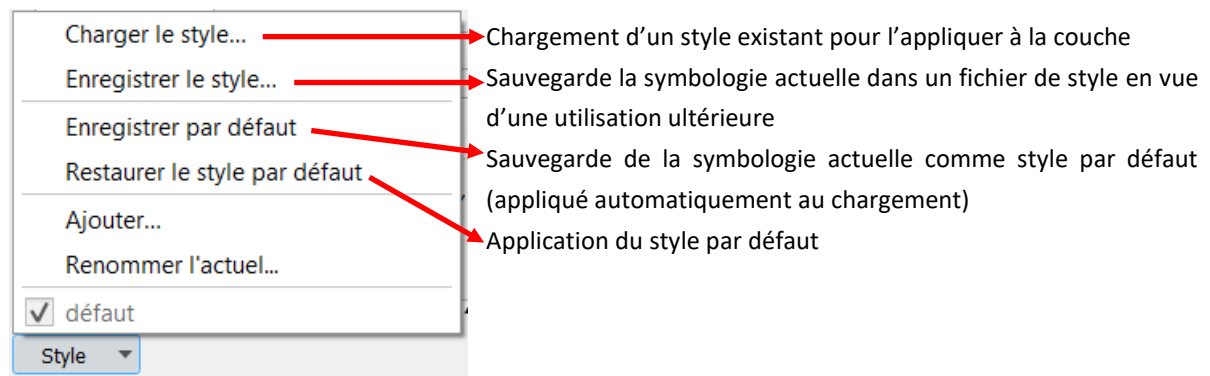 Charger le style...
Chargement d’un style existant pour l’appliquer à la couche
Enregistrer le style...
Sauvegarde la symbologie actuelle dans un fichier de style en vue
d’une utilisation ultérieure
Enregistrer par défaut
Sauvegarde de la symbologie actuelle comme style par défaut
(appliqué automatiquement au chargement)
Restaurer le style par défaut
Application du style par défaut
Ajouter...
Renommer l'actuel...
défaut
Style